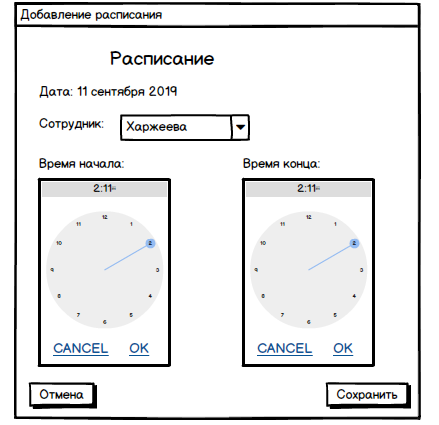 Добавление расписания
Расписание
Дата: 11 сентября 2019
Сотрудник: Харжеева
Время начала: Время конца:
2:11 2:11
12 12
11 1 11 1
10 2 10 2
9 3 9 3
8 4 8 4
7 5 7 5
6 6
CANCEL OK CANCEL OK
Отмена Сохранить